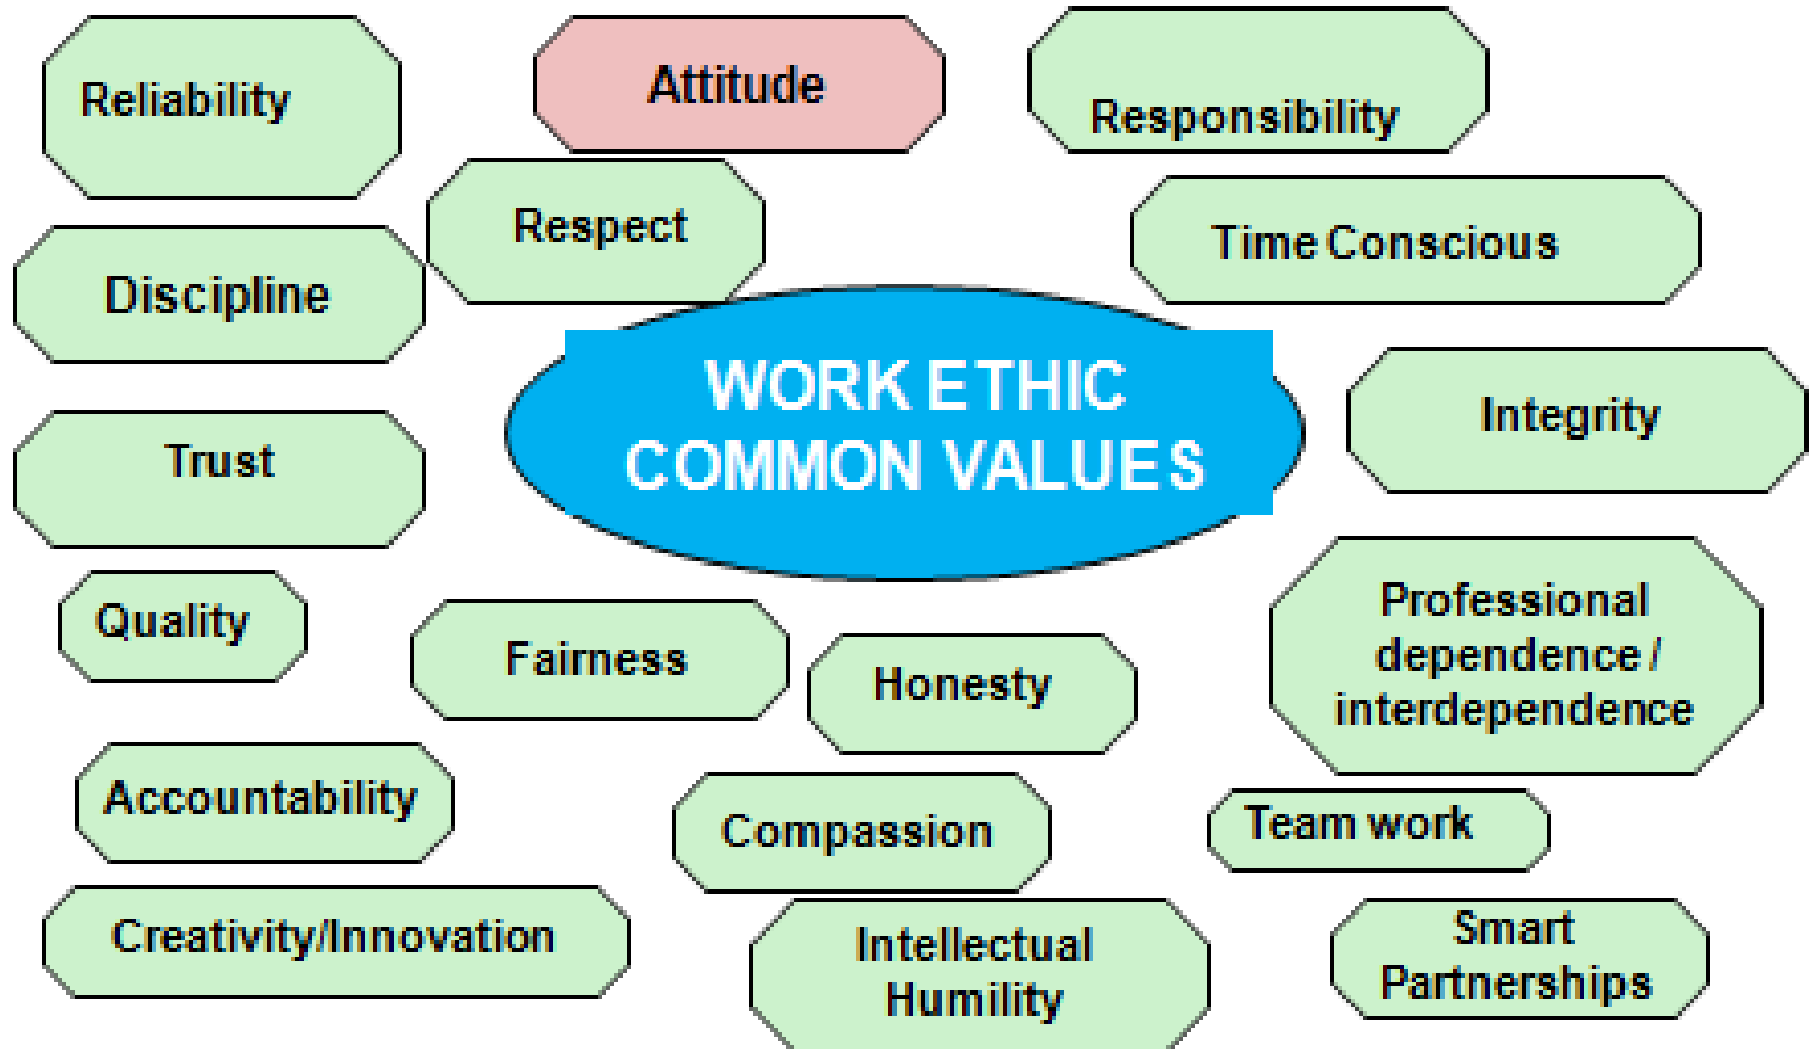 Reliability
Attitude
Responsibility
Respect
Time Conscious
Discipline
WORK ETHIC
COMMON VALUES
Integrity
Trust
Quality
Fairness
Honesty
Professional
dependence /
interdependence
Accountability
Compassion
Team work
Creativity/Innovation
Intellectual
Humility
Smart
Partnerships